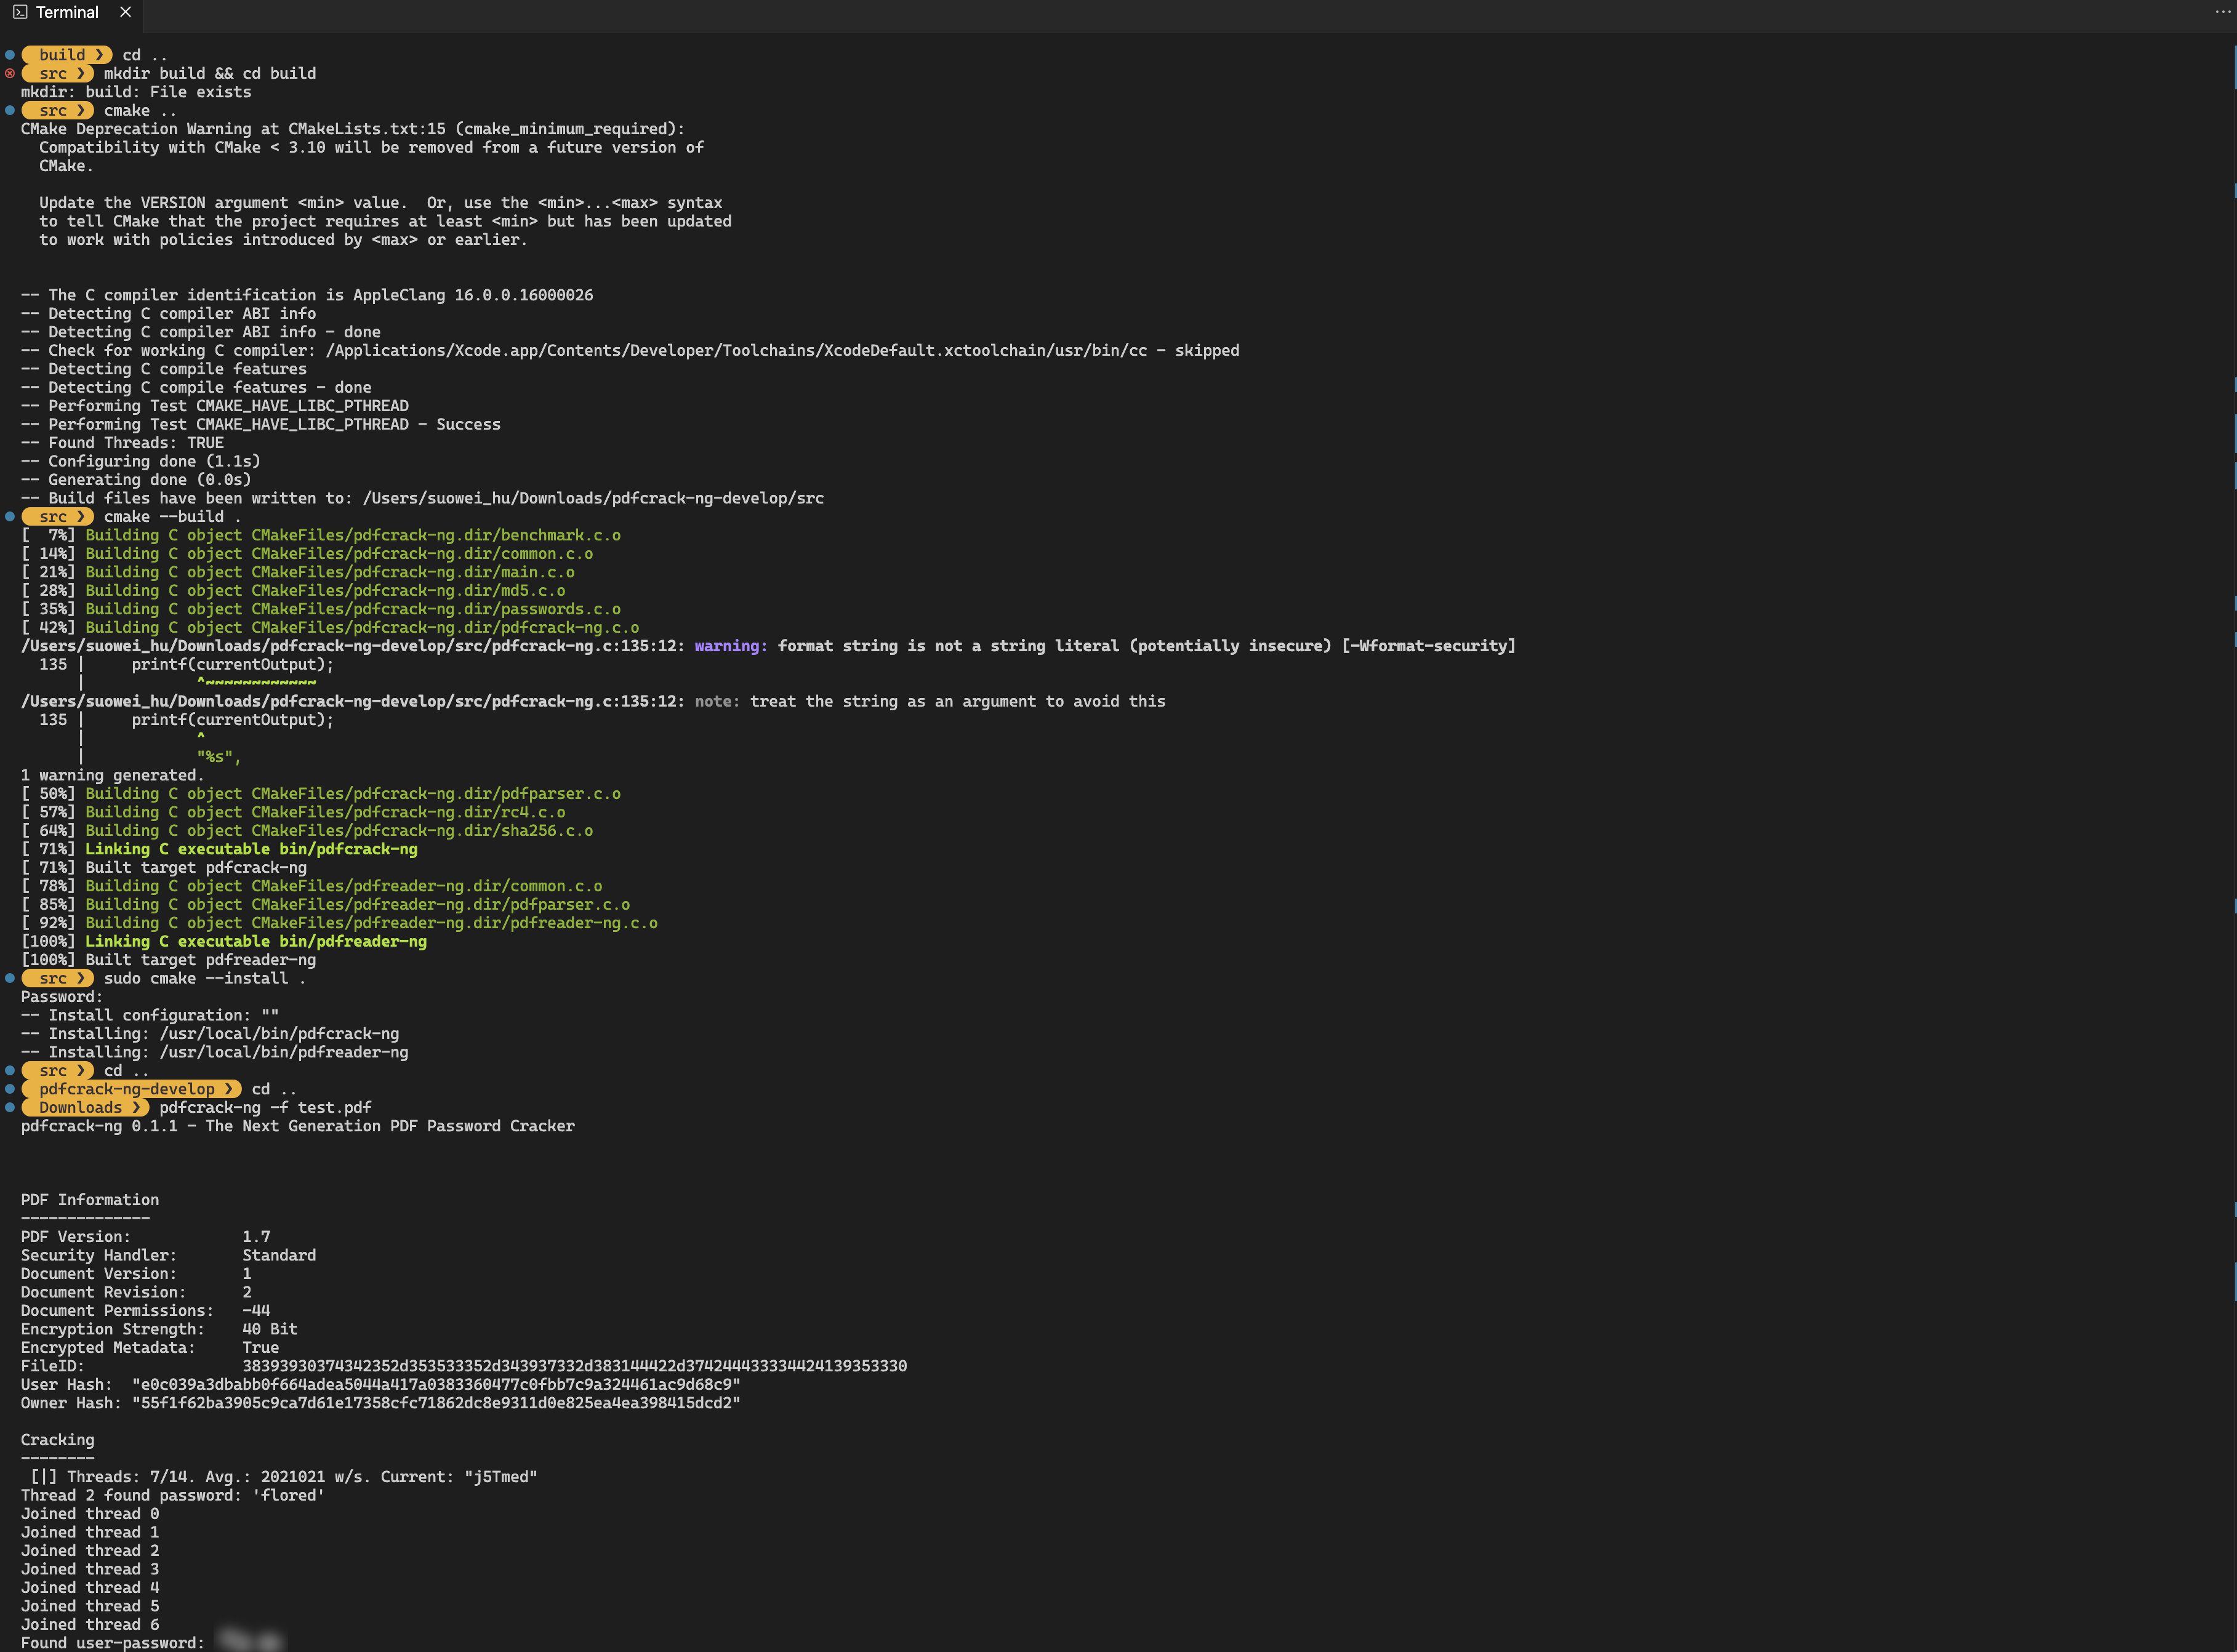 Terminal
build ❯ cd ..
src ❯ mkdir build && cd build
mkdir: build: File exists
src ❯ cmake ..
CMake Deprecation Warning at CMakeLists.txt:15 (cmake_minimum_required):
  Compatibility with CMake < 3.10 will be removed from a future version of
  CMake.
  Update the VERSION argument <min> value.  Or, use the <min>...<max> syntax
  to tell CMake that the project requires at least <min> but has been updated
  to work with policies introduced by <max> or earlier.
-- The C compiler identification is AppleClang 16.0.0.16000026
-- Detecting C compiler ABI info
-- Detecting C compiler ABI info - done
-- Check for working C compiler: /Applications/Xcode.app/Contents/Developer/Toolchains/XcodeDefault.xctoolchain/usr/bin/cc - skipped
-- Detecting C compile features
-- Detecting C compile features - done
-- Performing Test CMAKE_HAVE_LIBC_PTHREAD
-- Performing Test CMAKE_HAVE_LIBC_PTHREAD - Success
-- Found Threads: TRUE
-- Configuring done (1.1s)
-- Generating done (0.0s)
-- Build files have been written to: /Users/suowei_hu/Downloads/pdfcrack-ng-develop/src
src ❯ cmake --build .
[  7%] Building C object CMakeFiles/pdfcrack-ng.dir/benchmark.c.o
[ 14%] Building C object CMakeFiles/pdfcrack-ng.dir/common.c.o
[ 21%] Building C object CMakeFiles/pdfcrack-ng.dir/main.c.o
[ 28%] Building C object CMakeFiles/pdfcrack-ng.dir/md5.c.o
[ 35%] Building C object CMakeFiles/pdfcrack-ng.dir/passwords.c.o
[ 42%] Building C object CMakeFiles/pdfcrack-ng.dir/pdfcrack-ng.c.o
/Users/suowei_hu/Downloads/pdfcrack-ng-develop/src/pdfcrack-ng.c:135:12: warning: format string is not a string literal (potentially insecure) [-Wformat-security]
  135 |     printf(currentOutput);
      |            ^~~~~~~~~~~~~
/Users/suowei_hu/Downloads/pdfcrack-ng-develop/src/pdfcrack-ng.c:135:12: note: treat the string as an argument to avoid this
  135 |     printf(currentOutput);
      |            ^
      |            "%s",
1 warning generated.
[ 50%] Building C object CMakeFiles/pdfcrack-ng.dir/pdfparser.c.o
[ 57%] Building C object CMakeFiles/pdfcrack-ng.dir/rc4.c.o
[ 64%] Building C object CMakeFiles/pdfcrack-ng.dir/sha256.c.o
[ 71%] Linking C executable bin/pdfcrack-ng
[ 71%] Built target pdfcrack-ng
[ 78%] Building C object CMakeFiles/pdfreader-ng.dir/common.c.o
[ 85%] Building C object CMakeFiles/pdfreader-ng.dir/pdfparser.c.o
[ 92%] Building C object CMakeFiles/pdfreader-ng.dir/pdfreader-ng.c.o
[100%] Linking C executable bin/pdfreader-ng
[100%] Built target pdfreader-ng
src ❯ sudo cmake --install .
Password:
-- Install configuration: ""
-- Installing: /usr/local/bin/pdfcrack-ng
-- Installing: /usr/local/bin/pdfreader-ng
src ❯ cd ..
pdfcrack-ng-develop ❯ cd ..
Downloads ❯ pdfcrack-ng -f test.pdf
pdfcrack-ng 0.1.1 - The Next Generation PDF Password Cracker
PDF Information
--------------
PDF Version:            1.7
Security Handler:       Standard
Document Version:       1
Document Revision:      2
Document Permissions:   -44
Encryption Strength:    40 Bit
Encrypted Metadata:     True
FileID:                 38393930374342352d353533352d343937332d383144422d374244433334424139353330
User Hash:  "e0c039a3dbabb0f664adea5044a417a0383360477c0fbb7c9a324461ac9d68c9"
Owner Hash: "55f1f62ba3905c9ca7d61e17358cfc71862dc8e9311d0e825ea4ea398415dcd2"
Cracking
--------
 [|] Threads: 7/14. Avg.: 2021021 w/s. Current: "j5Tmed"
Thread 2 found password: 'flored'
Joined thread 0
Joined thread 1
Joined thread 2
Joined thread 3
Joined thread 4
Joined thread 5
Joined thread 6
Found user-password: